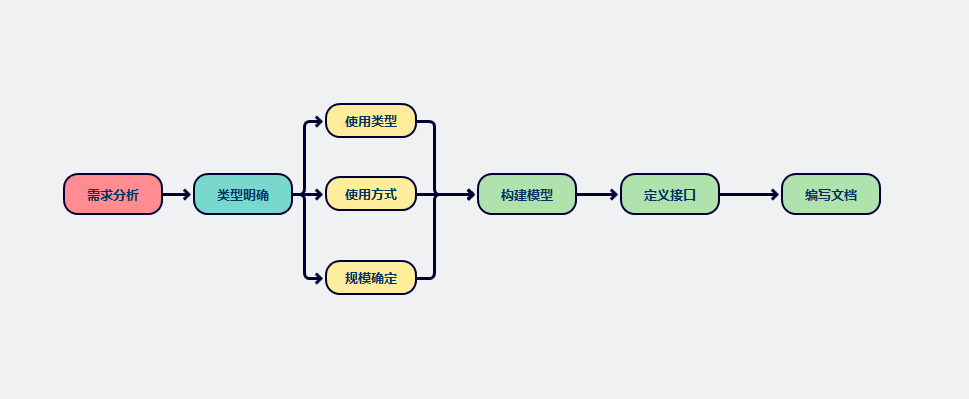 需求分析
类型明确
使用类型
使用方式
规模确定
构建模型
定义接口
编写文档